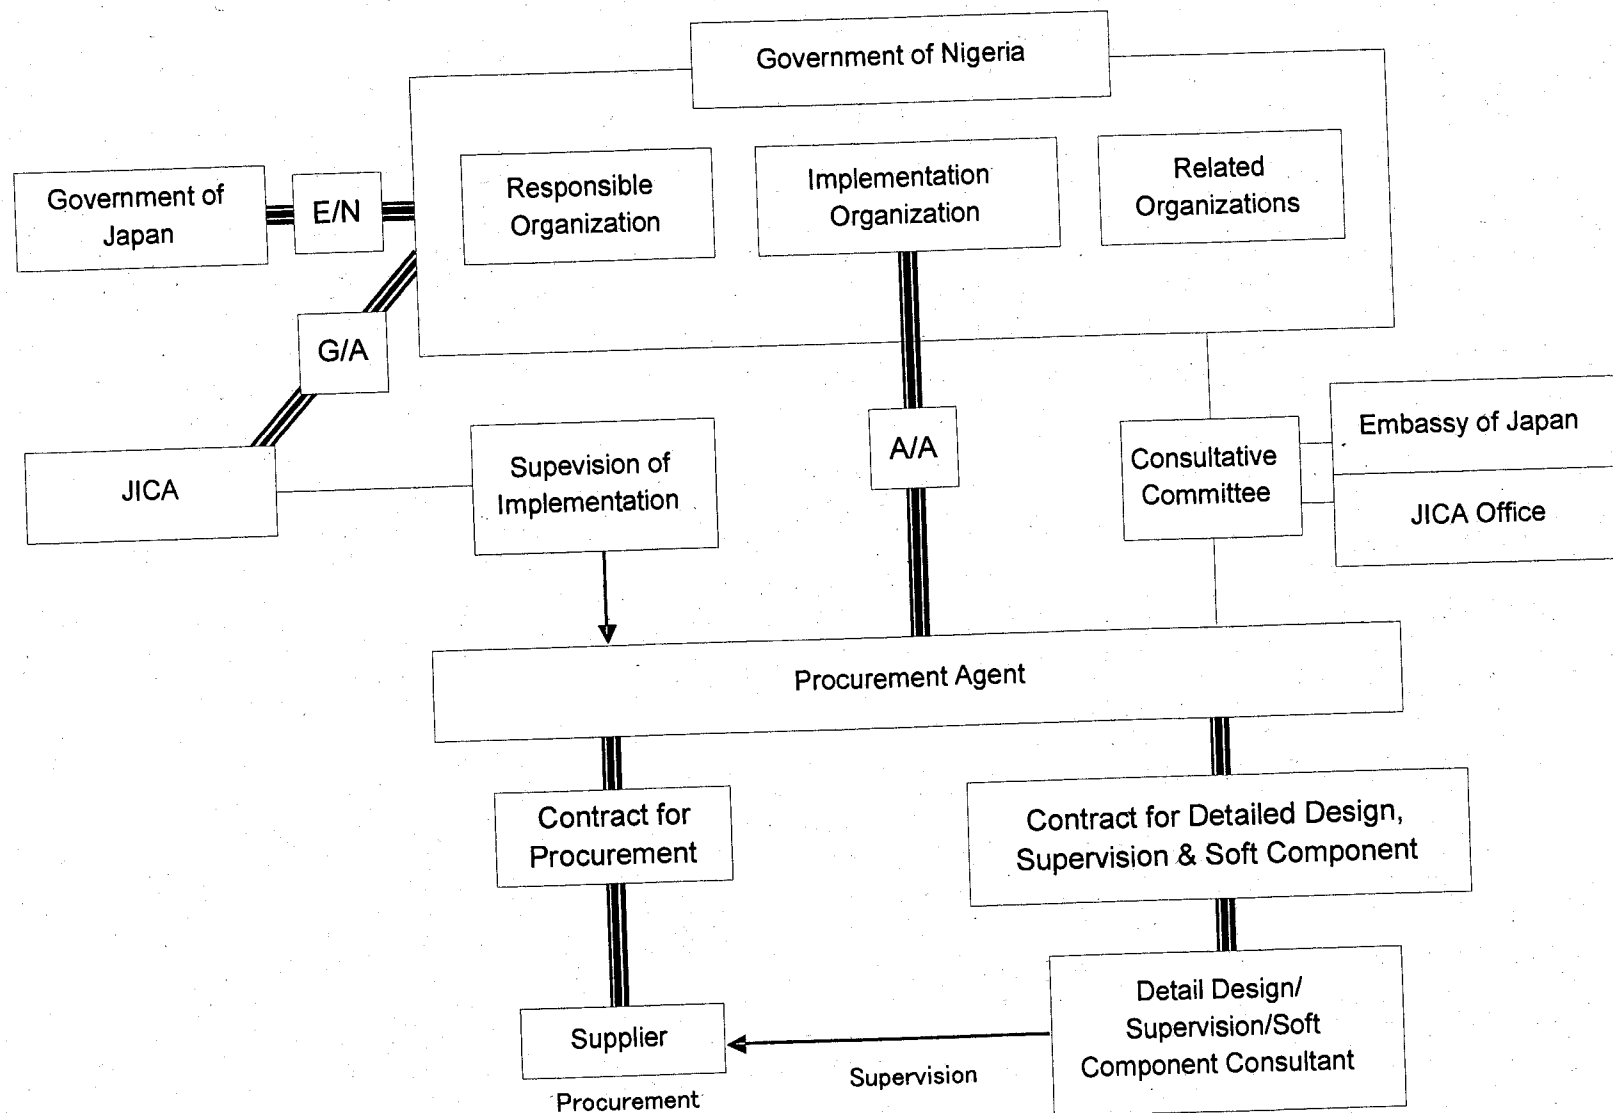 Government of Nigeria
Government of
Japan
E/N
Responsible
Organization
Implementation
Organization
Related
Organizations
G/A
JICA
Supevision of
Implementation
A/A
Consultative
Committee
Embassy of Japan
JICA Office
Procurement Agent
Contract for
Procurement
Contract for Detailed Design,
Supervision & Soft Component
Supplier
Procurement
Supervision
Detail Design/
Supervision/Soft
Component Consultant